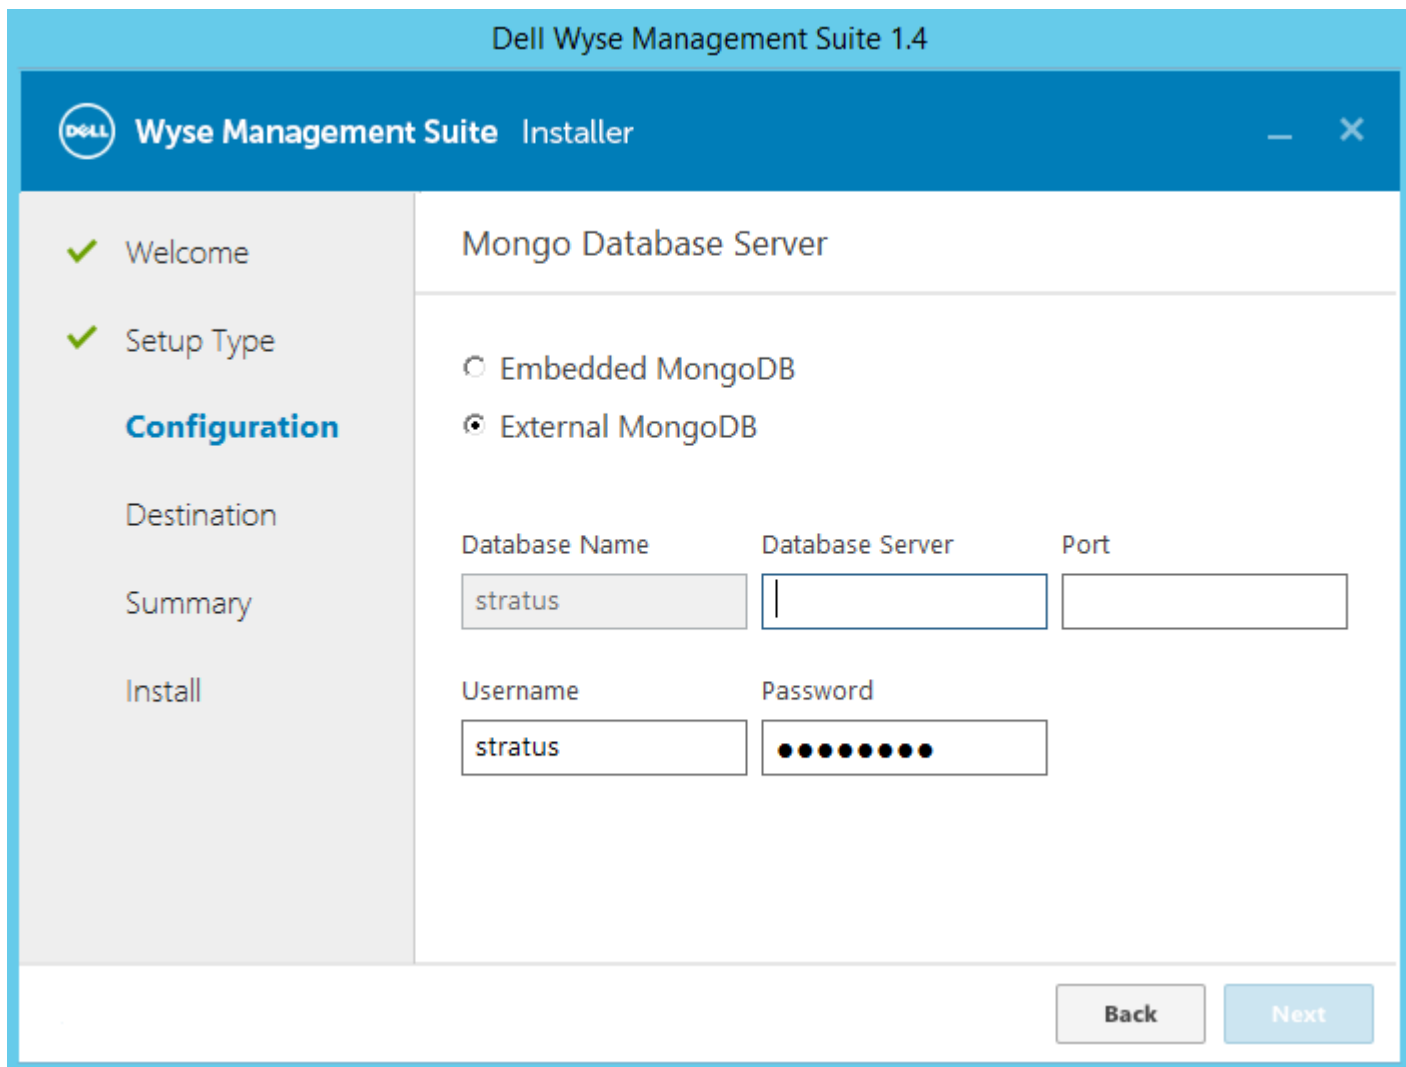 Dell Wyse Management Suite 1.4
DELL Wyse Management Suite Installer
Welcome
Setup Type
Configuration
Destination
Summary
Install
Mongo Database Server
Embedded MongoDB
External MongoDB
Database Name Database Server Port
stratus
Username Password
stratus ●●●●●●●●
Back Next